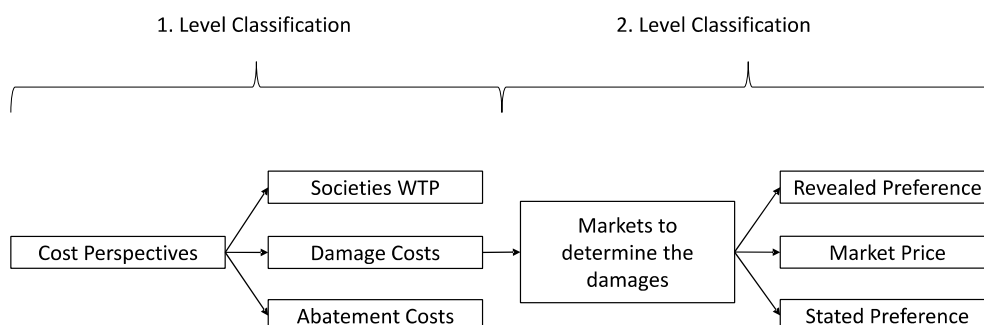 1. Level Classification
2. Level Classification
Societies WTP
Revealed Preference
Markets to
determine the
damages
Cost Perspectives
Damage Costs
Market Price
Abatement Costs
Stated Preference